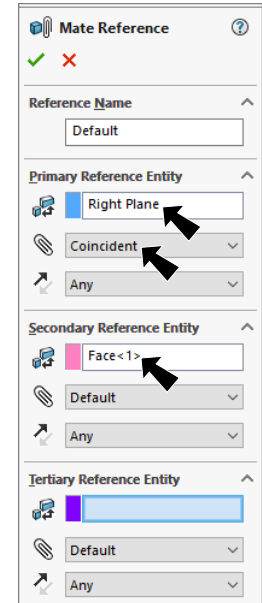 Mate Reference
Reference Name
Default
Primary Reference Entity
Right Plane
Coincident
Any
Secondary Reference Entity
Face<1>
Default
Any
Tertiary Reference Entity
Default
Any